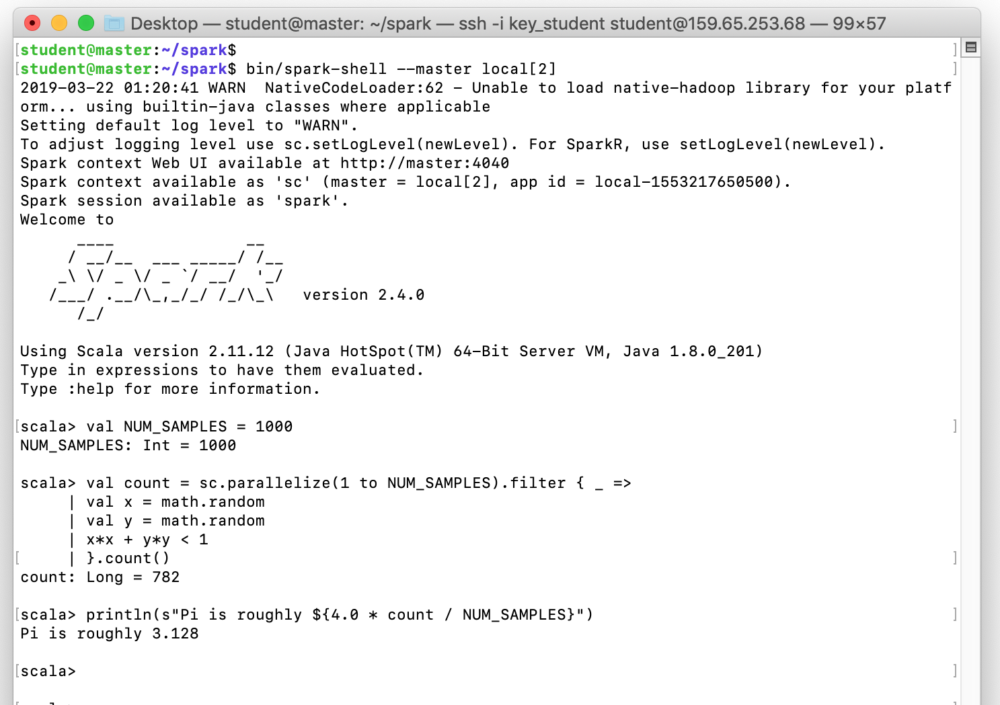 Desktop — student@master: ~/spark — ssh -i key_student student@159.65.253.68 — 99×57
[student@master:~/spark$ ]
[student@master:~/spark$ bin/spark-shell --master local[2] ]
2019-03-22 01:20:41 WARN  NativeCodeLoader:62 - Unable to load native-hadoop library for your platf
orm... using builtin-java classes where applicable
Setting default log level to "WARN".
To adjust logging level use sc.setLogLevel(newLevel). For SparkR, use setLogLevel(newLevel).
Spark context Web UI available at http://master:4040
Spark context available as 'sc' (master = local[2], app id = local-1553217650500).
Spark session available as 'spark'.
Welcome to
      ____              __
     / __/__  ___ _____/ /__
    _\ \/ _ \/ _ `/ __/  '_/
   /___/ .__/\_,_/_/ /_/\_\   version 2.4.0
      /_/
Using Scala version 2.11.12 (Java HotSpot(TM) 64-Bit Server VM, Java 1.8.0_201)
Type in expressions to have them evaluated.
Type :help for more information.
[scala> val NUM_SAMPLES = 1000 ]
NUM_SAMPLES: Int = 1000
scala> val count = sc.parallelize(1 to NUM_SAMPLES).filter { _ =>
     | val x = math.random
     | val y = math.random
     | x*x + y*y < 1
[     | }.count() ]
count: Long = 782
[scala> println(s"Pi is roughly ${4.0 * count / NUM_SAMPLES}") ]
Pi is roughly 3.128
[scala> ]